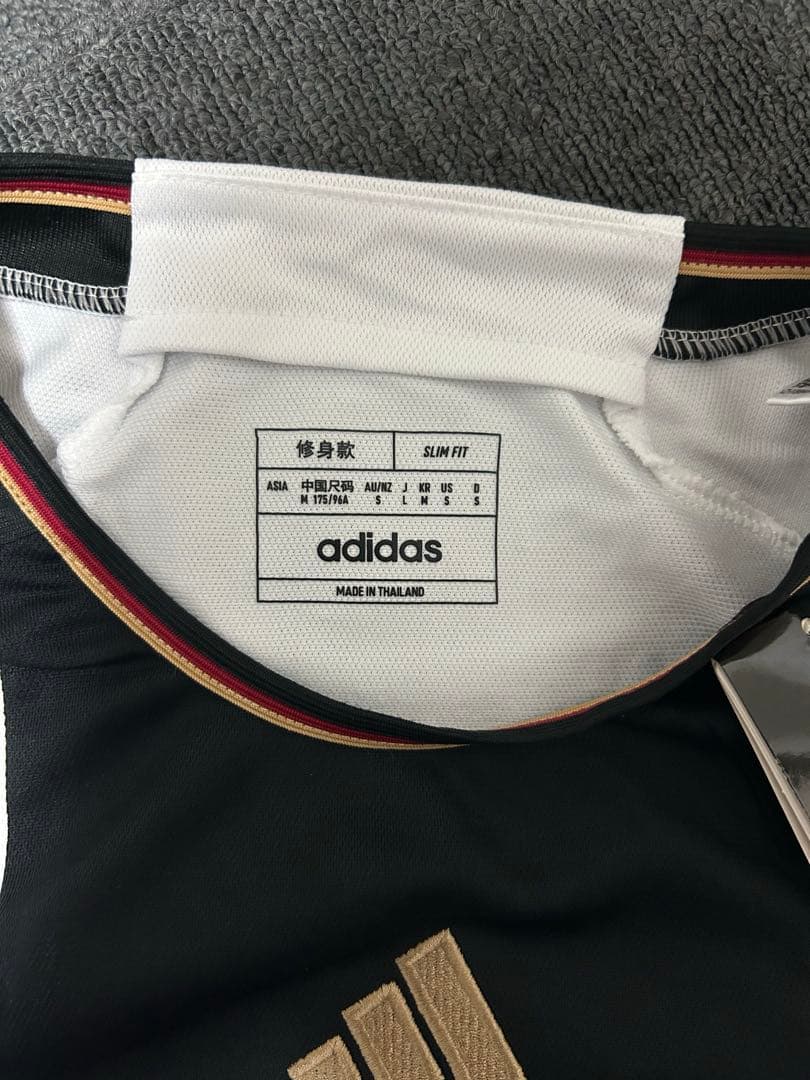 修身款 SLIM FIT
ASIA 中国尺码 AU/NZ J KR US D
M 175/96A S L M S S
adidas
MADE IN THAILAND